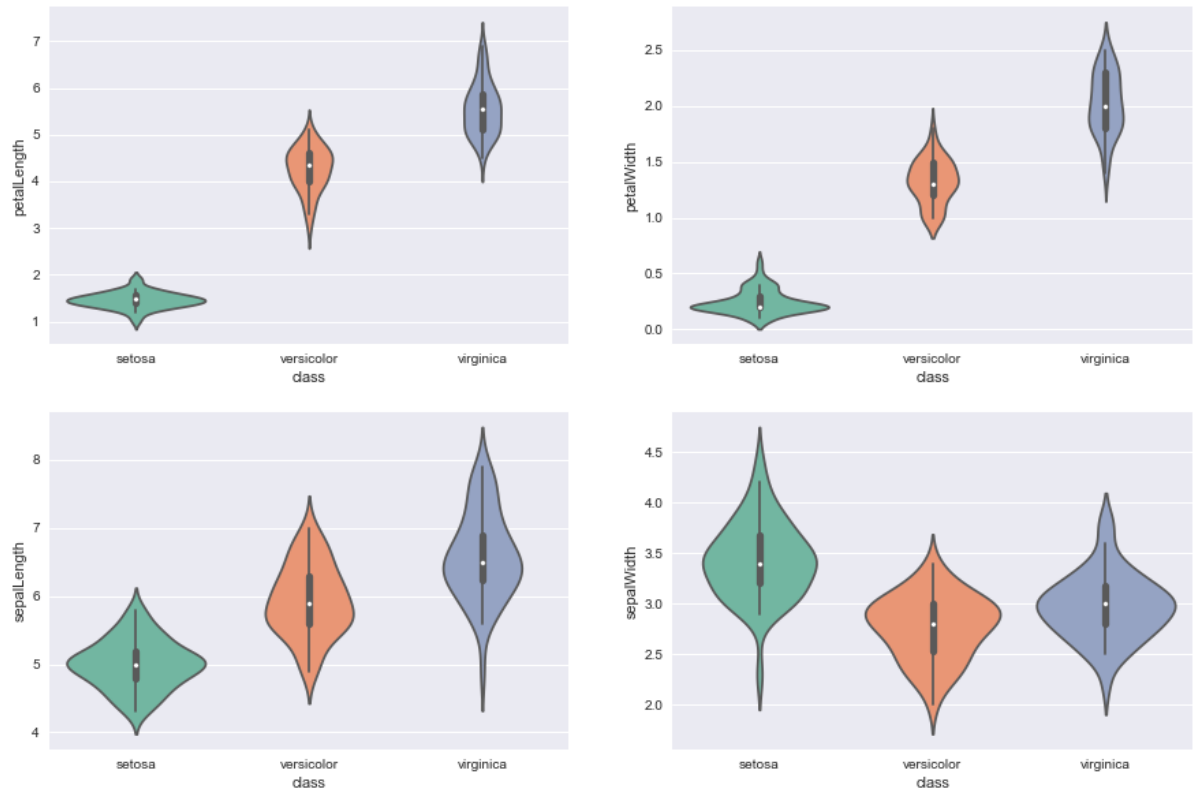 7
6
5
4
3
2
1
petalLength
setosa versicolor virginica
class
2.5
2.0
1.5
1.0
0.5
0.0
petalWidth
setosa versicolor virginica
class
8
7
6
5
4
sepalLength
setosa versicolor virginica
class
4.5
4.0
3.5
3.0
2.5
2.0
sepalWidth
setosa versicolor virginica
class